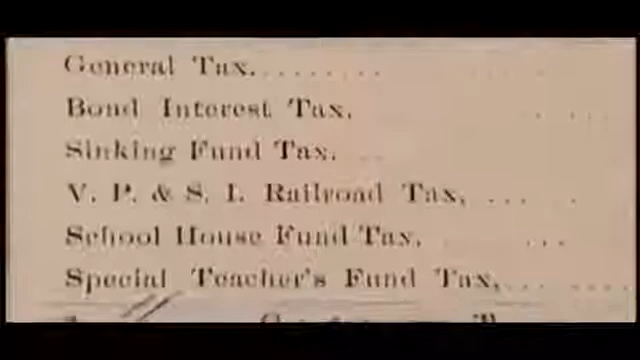 General Tax.........
Bond Interest Tax.
Sinking Fund Tax.
V. P. & S. I. Railroad Tax, ...
School House Fund Tax. ...
Special Teacher's Fund Tax, ......